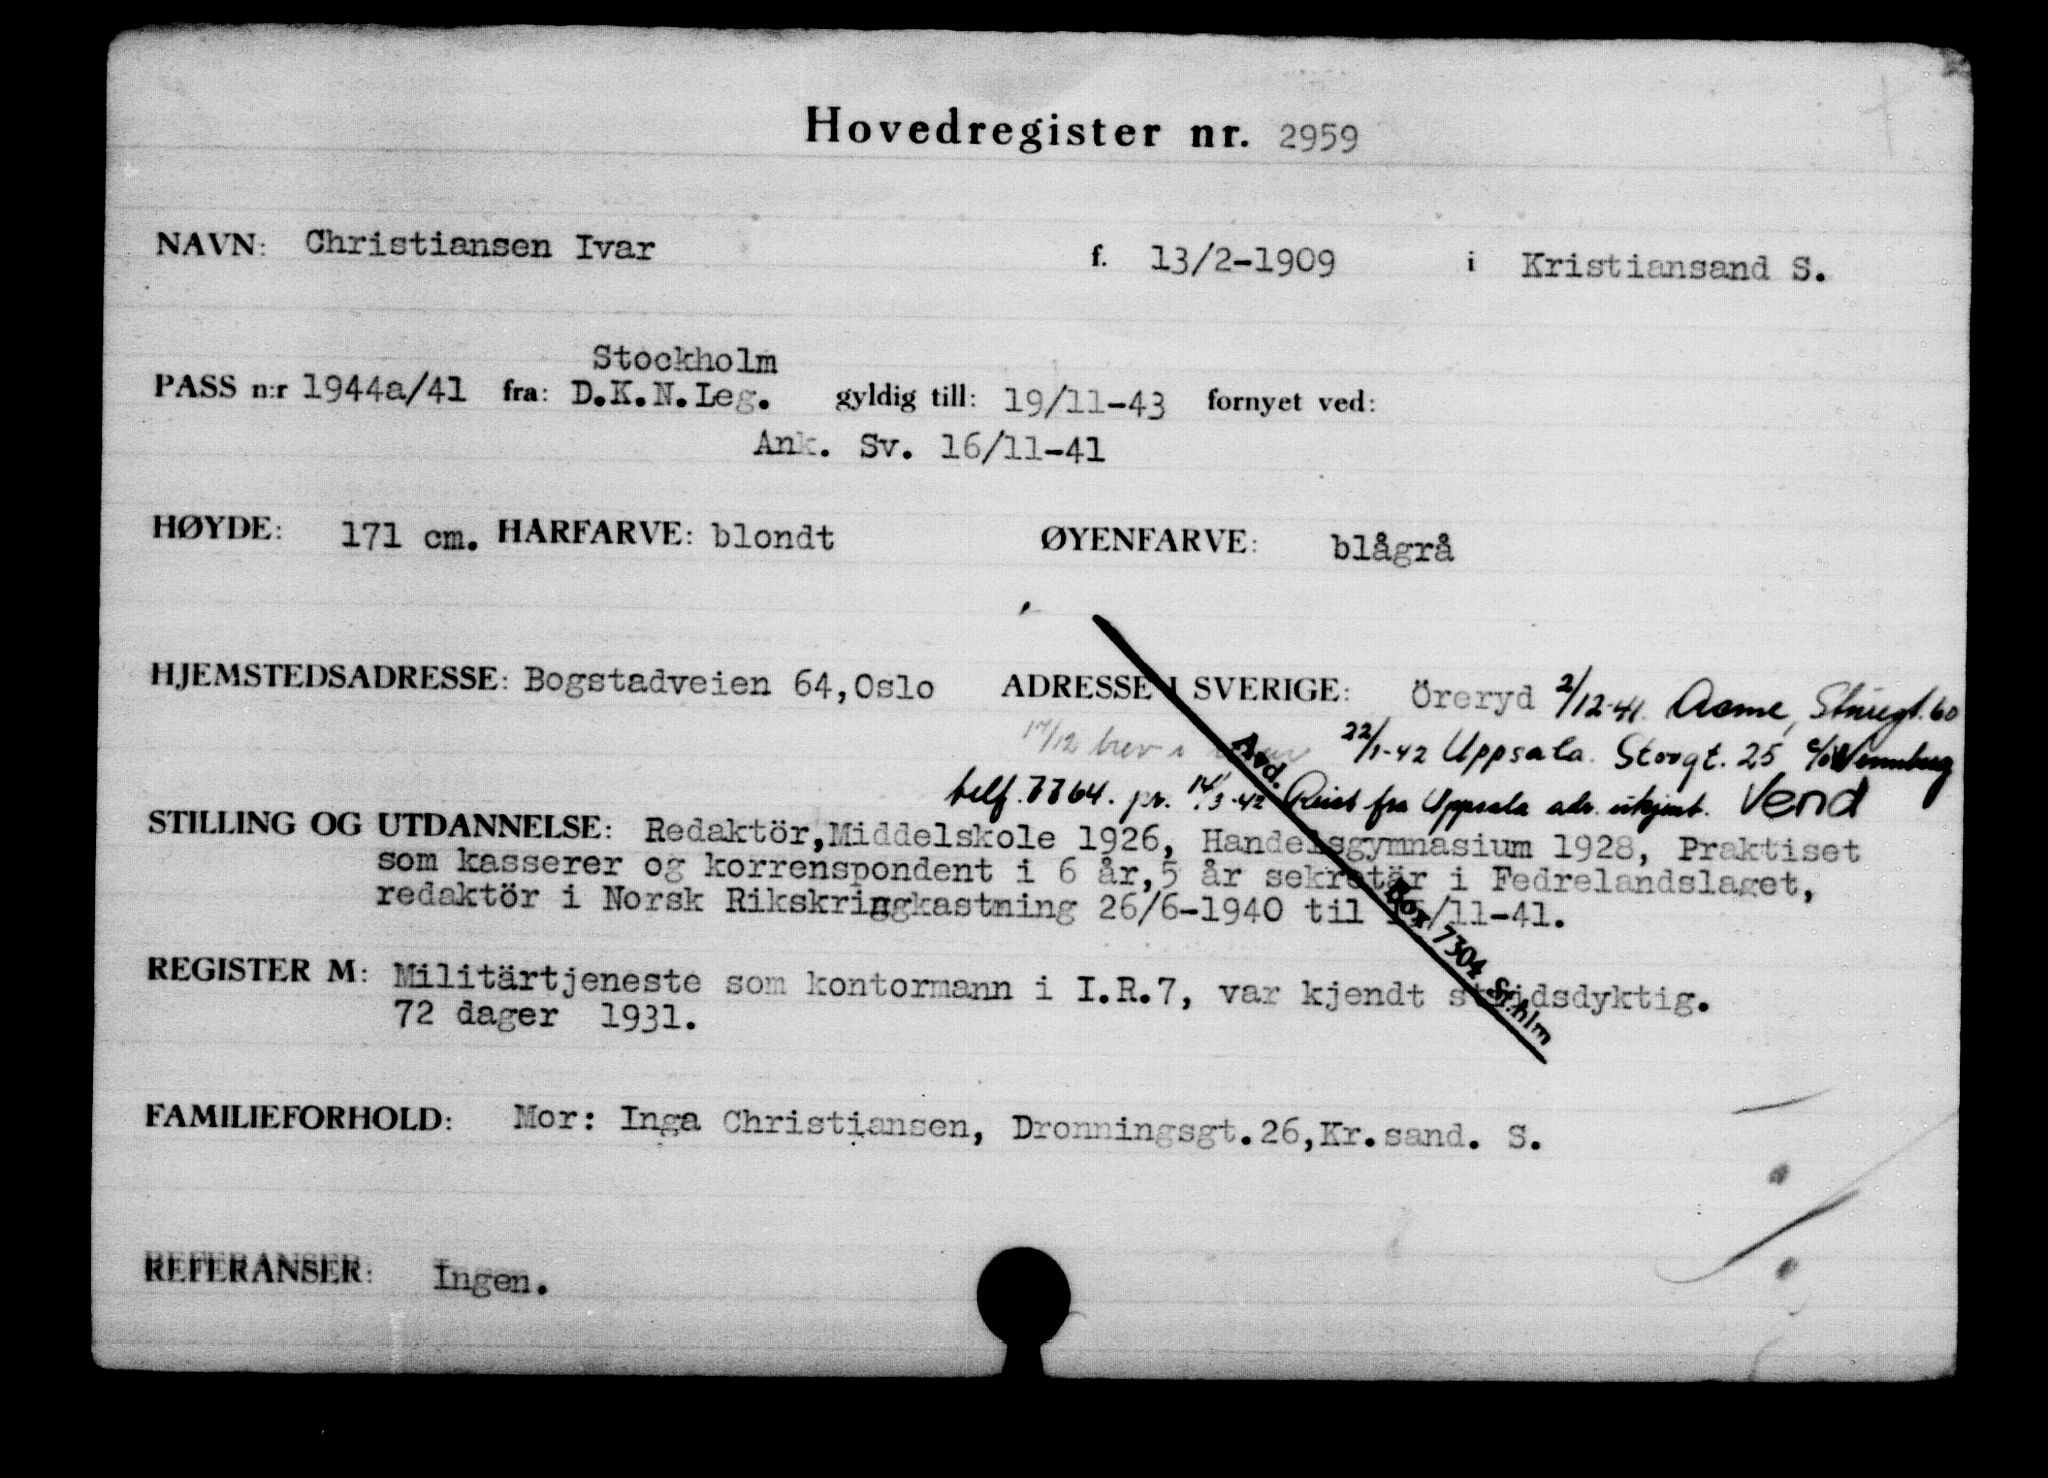 Hovedregister nr. 2959
NAVN: Christiansen Ivar f. 13/2-1909 i Kristiansand S.
Stockholm
PASS n:r 1944a/41 fra: D.K.N.Leg. gyldig till: 19/11-43 fornyet ved:
Ank. Sv. 16/11-41
HØYDE: 171 cm. HARFARVE: blondt ØYENFARVE: blågrå
HJEMSTEDSADRESSE: Bogstadveien 64,Oslo ADRESSE I SVERIGE: Öreryd 2/12-41.
17/12 brev i 22/1-42 Uppsala. Storgt. 25 c/o Wennberg
telf. 7764. pr. 14/3-42 Reist fra Uppsala adr. ukjent. Vend
STILLING OG UTDANNELSE: Redaktör,Middelskole 1926, Handelsgymnasium 1928, Praktiset
som kasserer og korrenspondent i 6 år,5 år sekretär i Fedrelandslaget,
redaktör i Norsk Rikskringkastning 26/6-1940 til /11-41.
Avd. Box 7304 St.hlm
REGISTER M: Militärtjeneste som kontormann i I.R.7, var kjendt stridsdyktig.
72 dager 1931.
FAMILIEFORHOLD: Mor: Inga Christiansen, Dronningsgt.26,Kr.sand. S.
REFERANSER: Ingen.